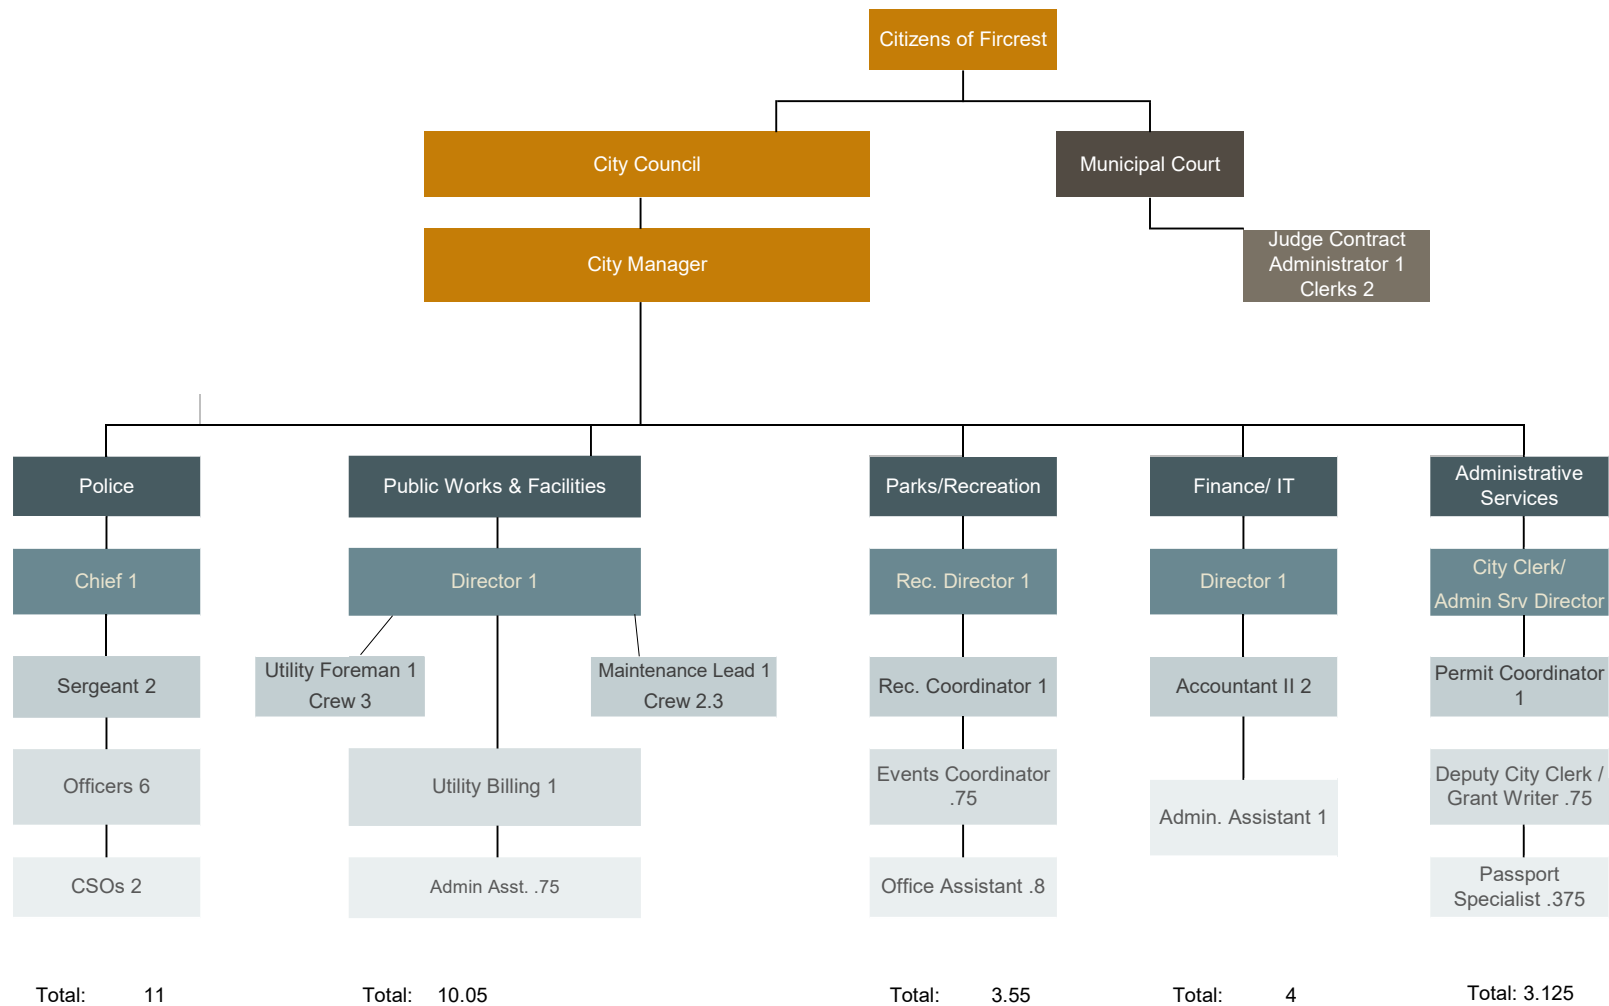 Citizens of Fircrest
City Council
Municipal Court
City Manager
Judge Contract
Administrator 1
Clerks 2
Police
Public Works & Facilities
Parks/Recreation
Finance/ IT
Administrative
Services
Chief 1
Director 1
Rec. Director 1
Director 1
City Clerk/
Admin Srv Director
Sergeant 2
Utility Foreman 1
Crew 3
Maintenance Lead 1
Crew 2.3
Rec. Coordinator 1
Accountant II 2
Permit Coordinator
1
Officers 6
Utility Billing 1
Events Coordinator
.75
Admin. Assistant 1
Deputy City Clerk /
Grant Writer .75
CSOs 2
Admin Asst. .75
Office Assistant .8
Passport
Specialist .375
Total: 11
Total: 10.05
Total: 3.55
Total: 4
Total: 3.125